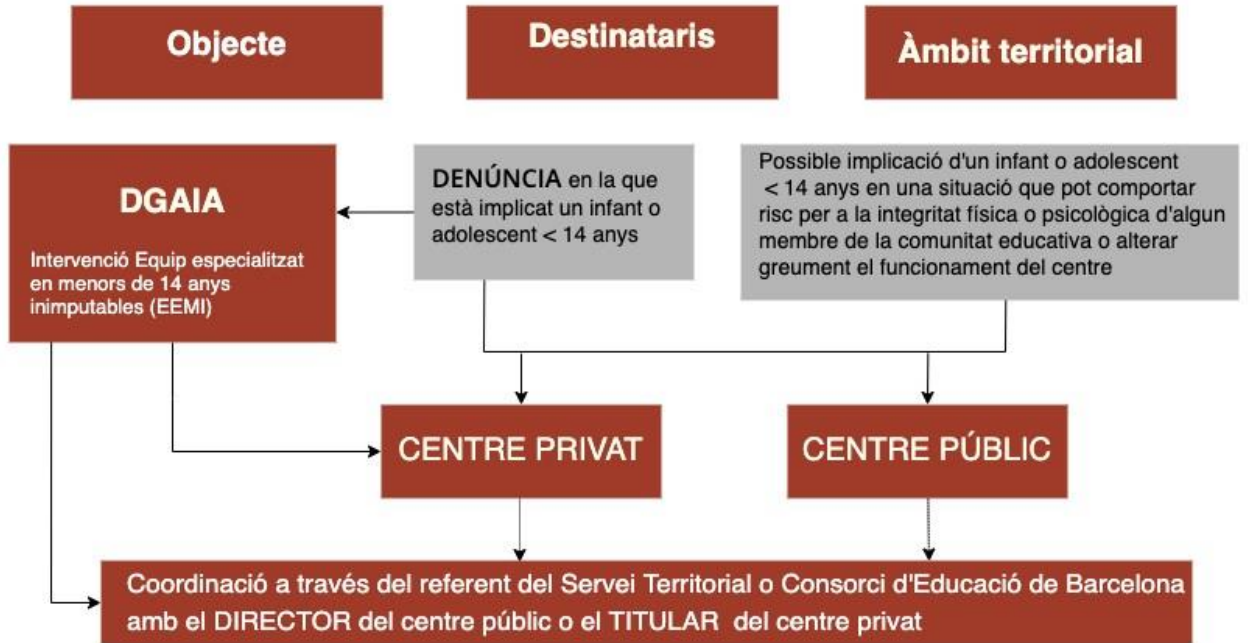 Objecte
Destinataris
Àmbit territorial
DGAIA
Intervenció Equip especialitzat
en menors de 14 anys
inimputables (EEMI)
DENÚNCIA en la que
està implicat un infant o
adolescent < 14 anys
Possible implicació d'un infant o adolescent
< 14 anys en una situació que pot comportar
risc per a la integritat física o psicològica d'algun
membre de la comunitat educativa o alterar
greument el funcionament del centre
CENTRE PRIVAT
CENTRE PÚBLIC
Coordinació a través del referent del Servei Territorial o Consorci d'Educació de Barcelona
amb el DIRECTOR del centre públic o el TITULAR del centre privat